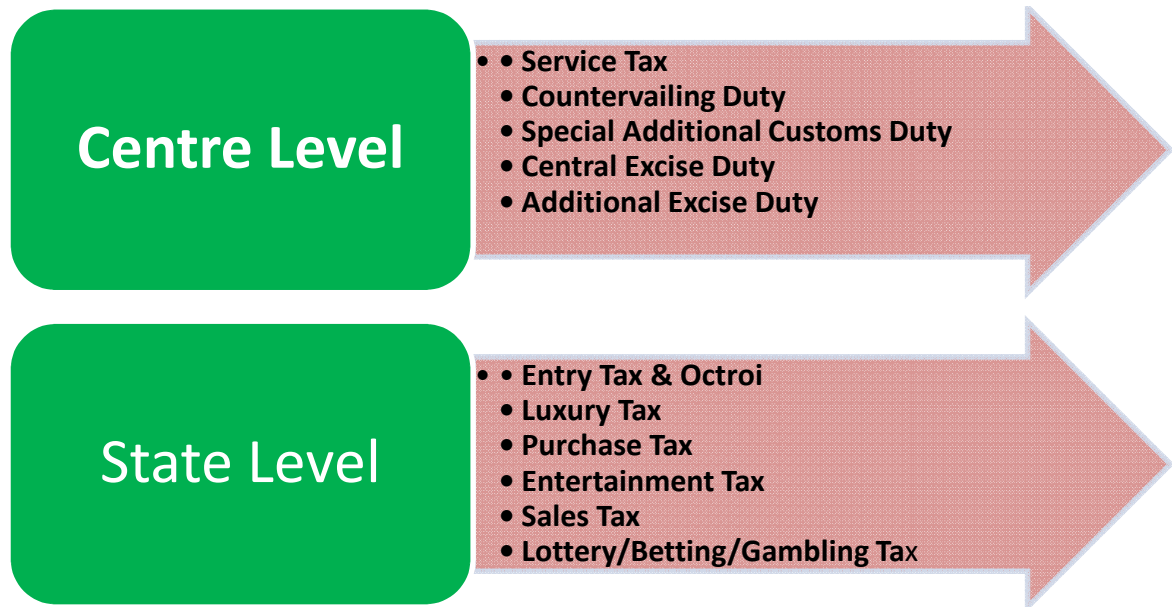 Centre Level
• • Service Tax
• Countervailing Duty
• Special Additional Customs Duty
• Central Excise Duty
• Additional Excise Duty
State Level
• • Entry Tax & Octroi
• Luxury Tax
• Purchase Tax
• Entertainment Tax
• Sales Tax
• Lottery/Betting/Gambling Tax